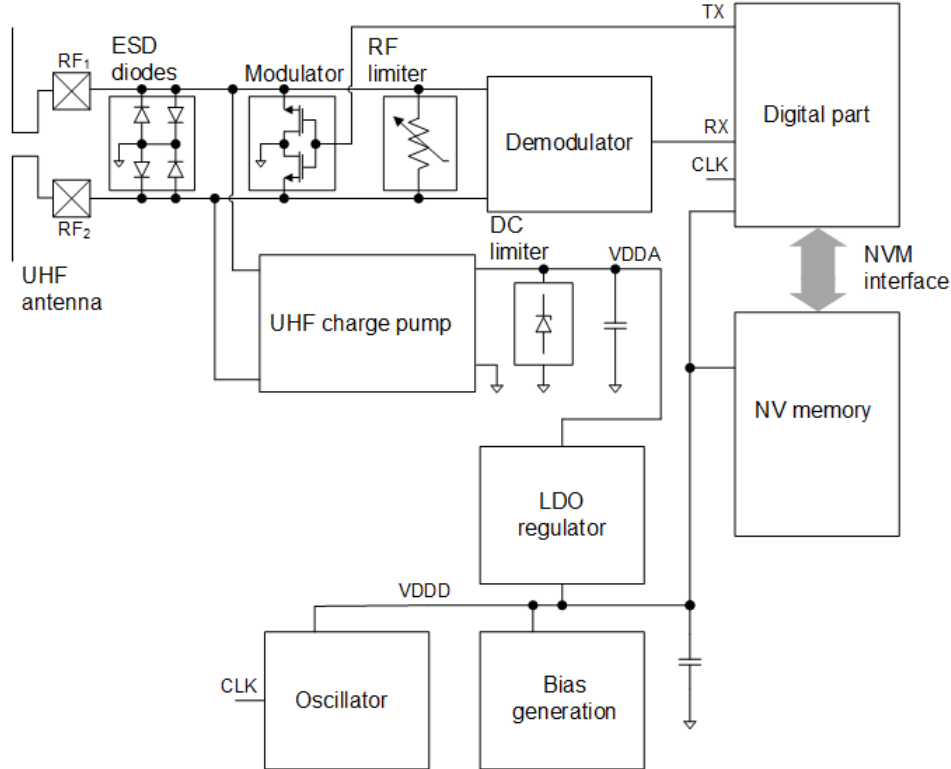 TX
ESD
diodes
RF₁
Modulator
RF
limiter
Digital part
Demodulator
RX
CLK
RF₂
UHF
antenna
DC
limiter
VDDA
NVM
interface
UHF charge pump
NV memory
LDO
regulator
VDDD
CLK
Oscillator
Bias
generation